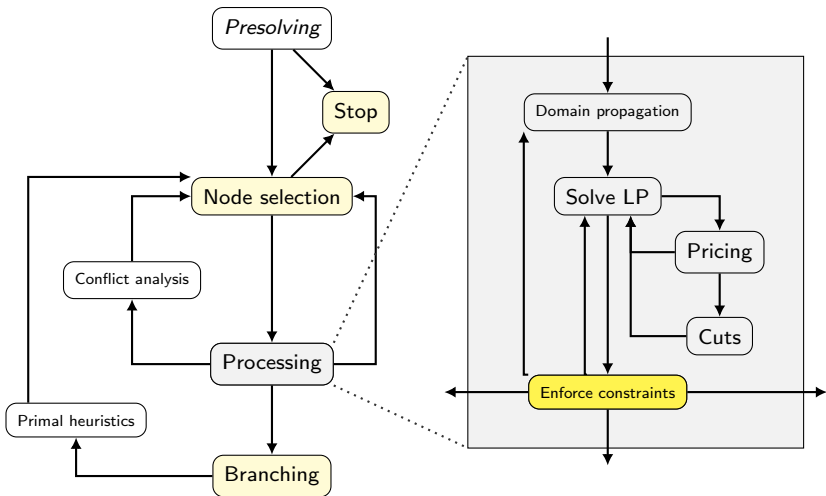 Presolving
Stop
Node selection
Conflict analysis
Processing
Primal heuristics
Branching
Domain propagation
Solve LP
Pricing
Cuts
Enforce constraints